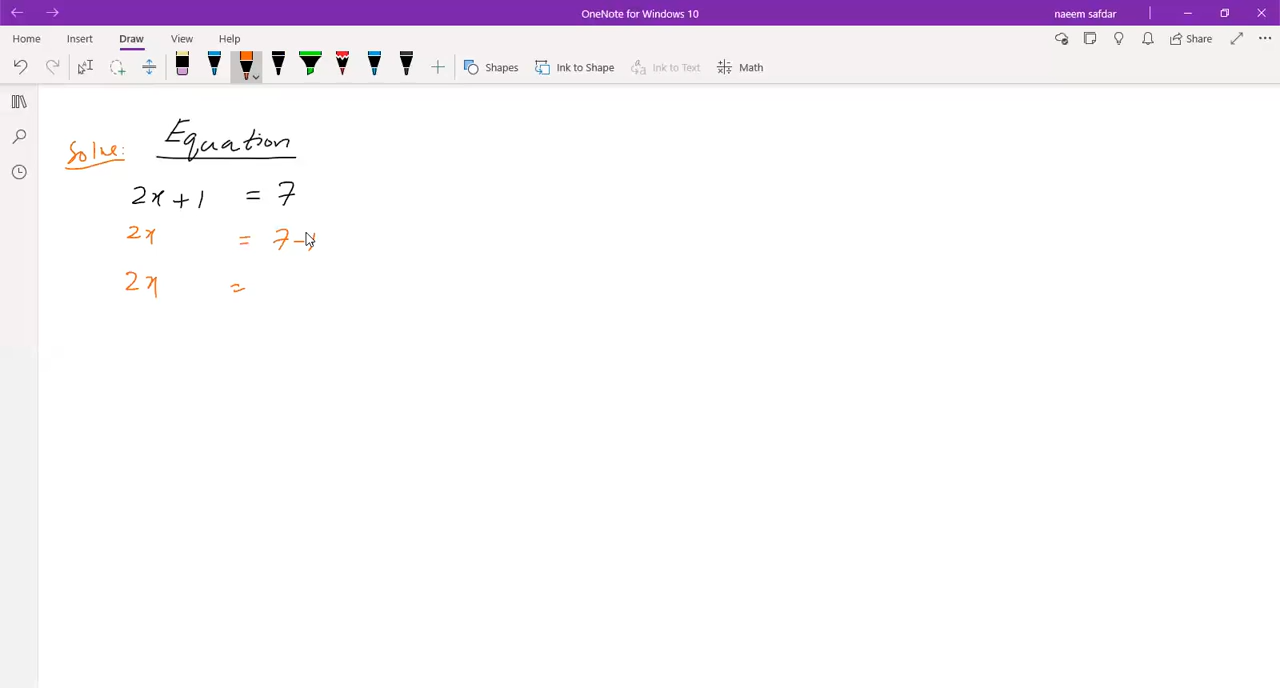 OneNote for Windows 10
naeem safdar
Home Insert Draw View Help
Share
Shapes Ink to Shape Ink to Text Math
Solve: Equation
2x + 1 = 7
2x = 7 -
2x =